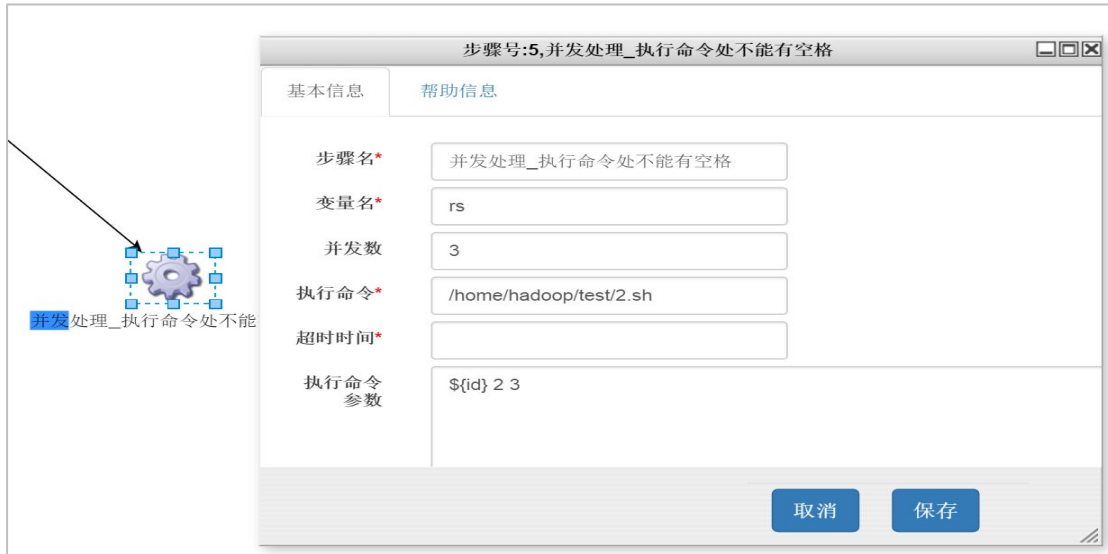 步骤号:5,并发处理_执行命令处不能有空格
基本信息
帮助信息
步骤名*
并发处理_执行命令处不能有空格
变量名*
rs
并发数
3
执行命令*
/home/hadoop/test/2.sh
超时时间*
执行命令
参数
${id} 2 3
并发处理_执行命令处不能
取消
保存